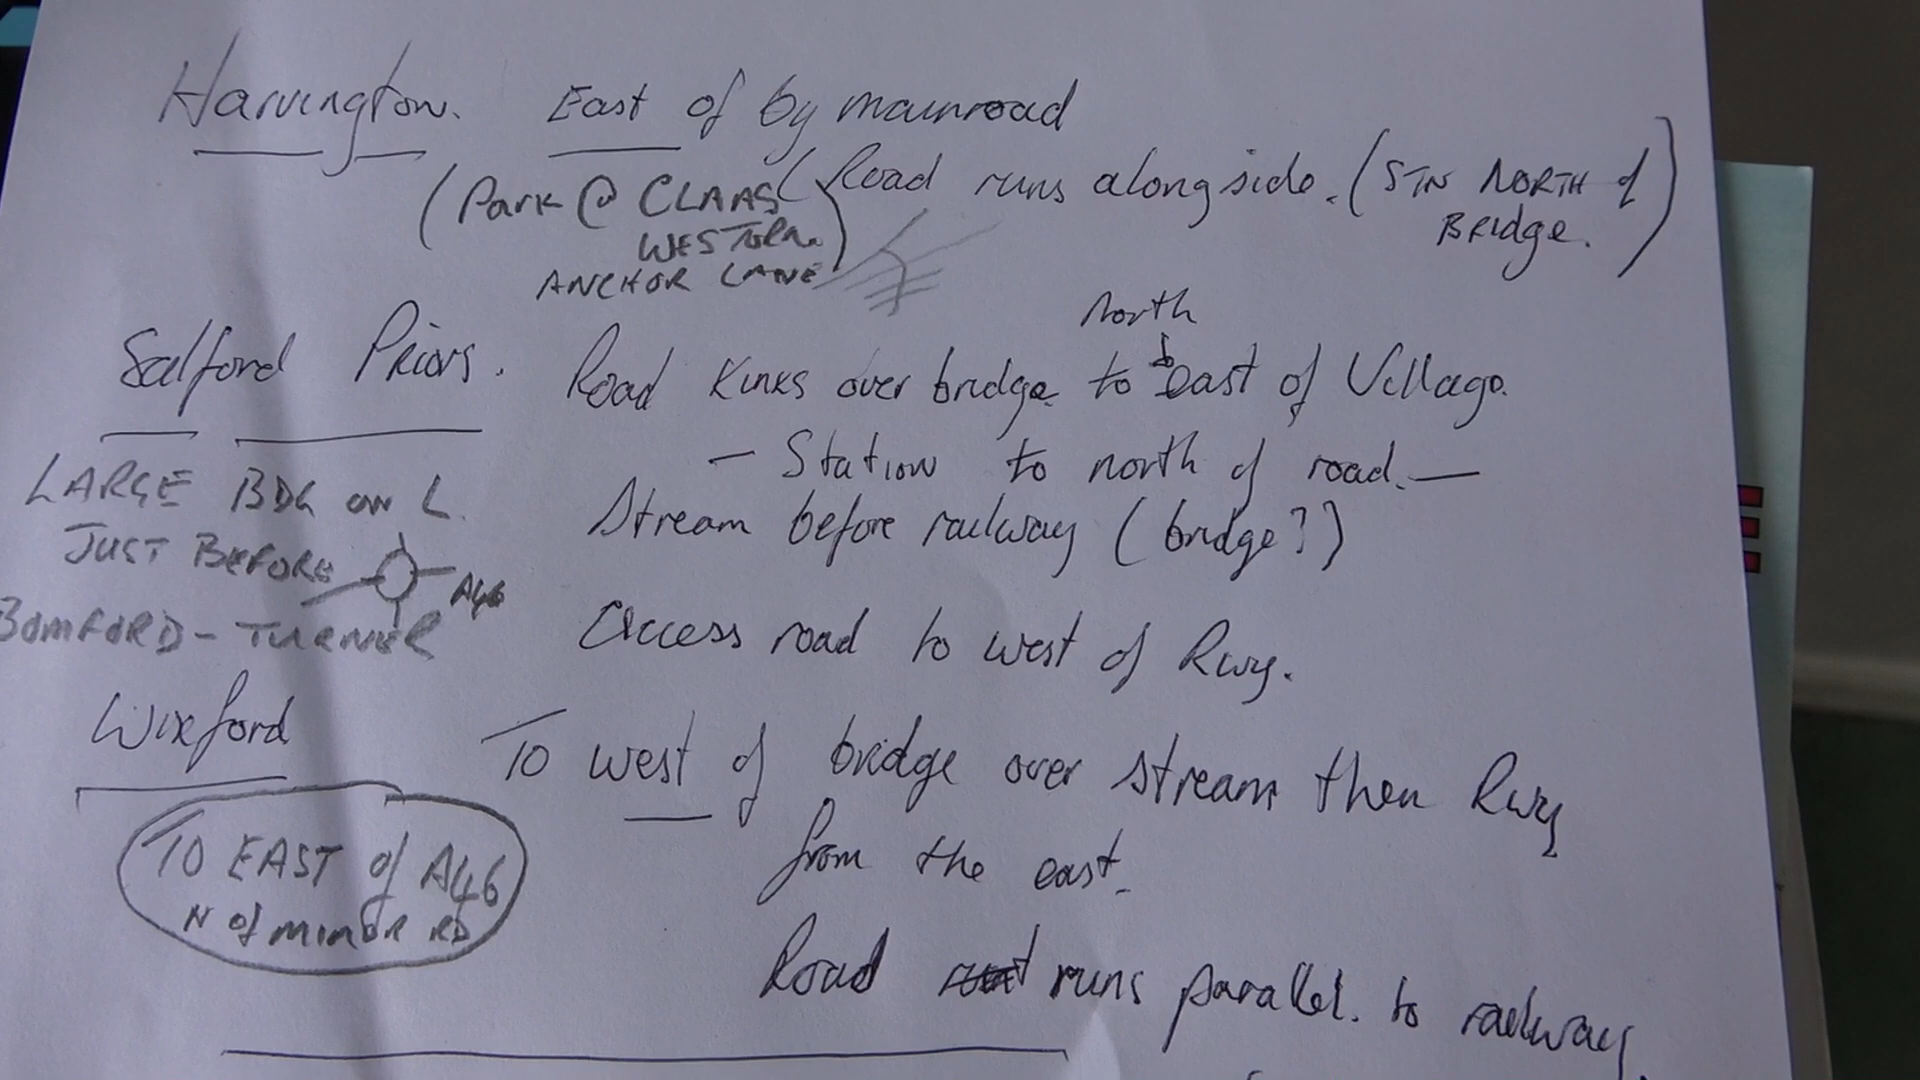 Harvington. East of by mainroad
(Park @ CLAAS (Road runs alongside. (STN NORTH of Bridge.)
WESTERN)
ANCHOR LANE
North
Salford Priors. Road kinks over bridge to East of Village.
- Station to north of road. -
LARGE BDG ON L.
Stream before railway (bridge?)
JUST BEFORE
A46
BOMFORD - TURNER
Access road to west of Rwy.
Wixford
To west of bridge over stream then Rwy
from the east.
TO EAST of A46
N of minor RD
Road runs parallel. to railway.